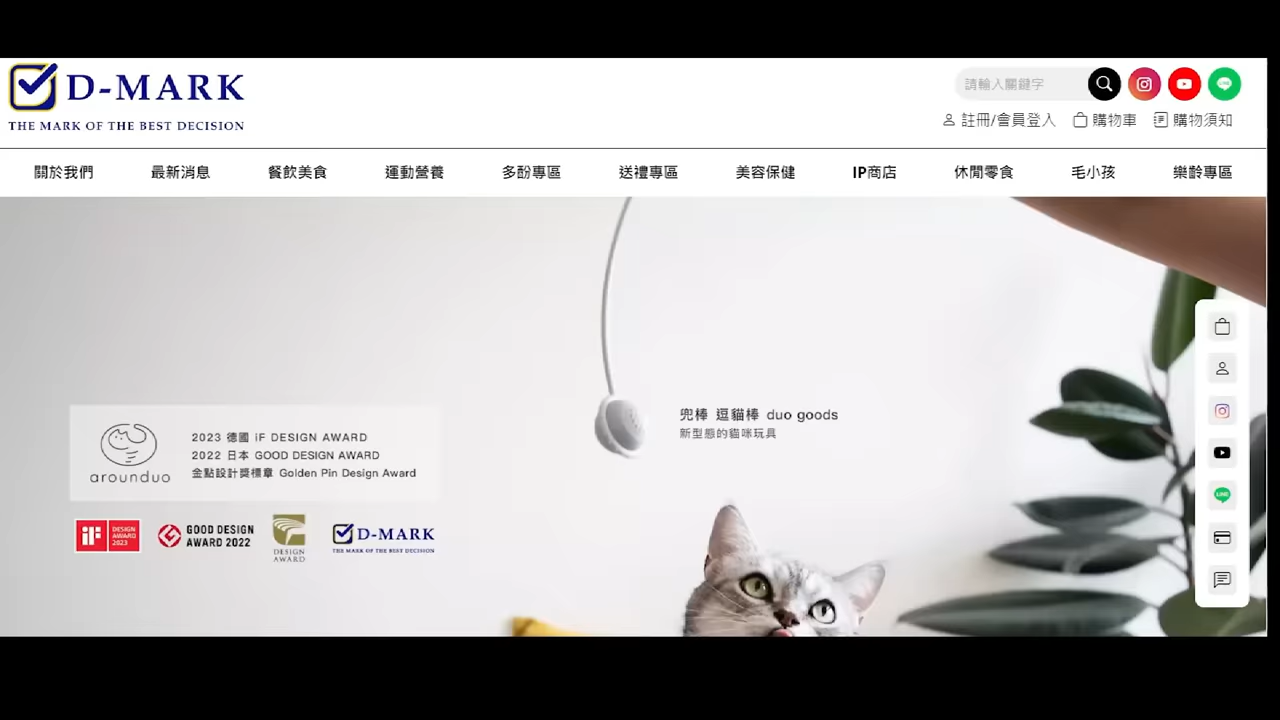 D-MARK
THE MARK OF THE BEST DECISION
請輸入關鍵字
註冊/會員登入 購物車 購物須知
關於我們 最新消息 餐飲美食 運動營養 多酚專區 送禮專區 美容保健 IP商店 休閒零食 毛小孩 樂齡專區
兜棒 逗貓棒 duo goods
新型態的貓咪玩具
arounduo
2023 德國 iF DESIGN AWARD
2022 日本 GOOD DESIGN AWARD
金點設計獎標章 Golden Pin Design Award
iF DESIGN AWARD 2023
GOOD DESIGN
AWARD 2022
DESIGN
AWARD
D-MARK
THE MARK OF THE BEST DECISION
LINE